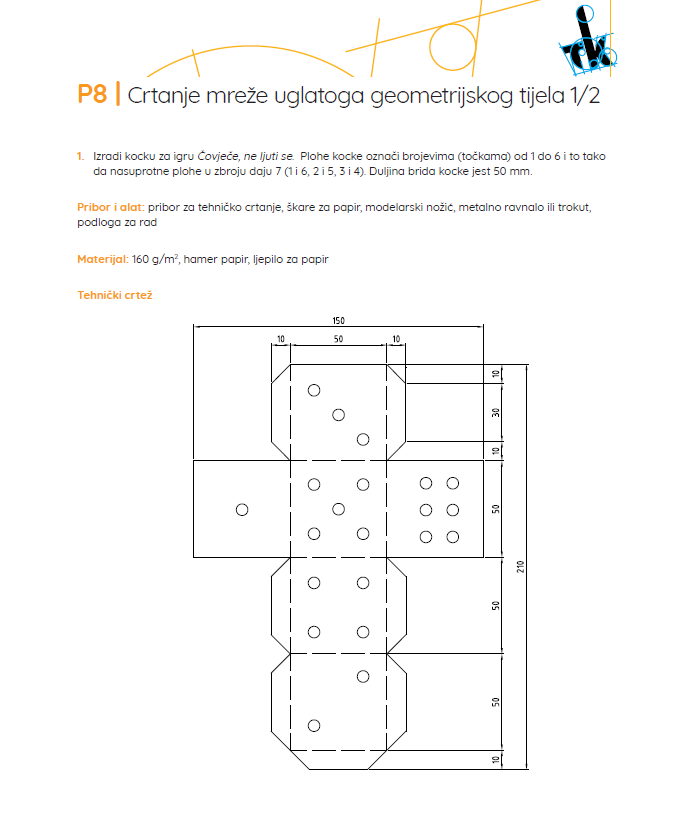 P8 | Crtanje mreže uglatoga geometrijskog tijela 1/2
1. Izradi kocku za igru Čovječe, ne ljuti se. Plohe kocke označi brojevima (točkama) od 1 do 6 i to tako
da nasuprotne plohe u zbroju daju 7 (1 i 6, 2 i 5, 3 i 4). Duljina brida kocke jest 50 mm.
Pribor i alat: pribor za tehničko crtanje, škare za papir, modelarski nožić, metalno ravnalo ili trokut,
podloga za rad
Materijal: 160 g/m², hamer papir, ljepilo za papir
Tehnički crtež
150
10 50 10
10
30
10
50
210
50
50
10